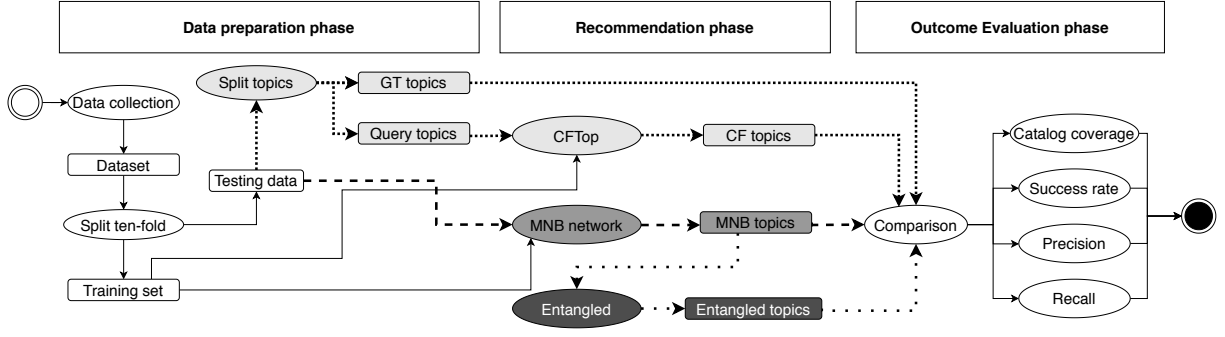 Data preparation phase
Recommendation phase
Outcome Evaluation phase
Data collection
Dataset
Split ten-fold
Training set
Split topics
Testing data
GT topics
Query topics
CFTop
CF topics
MNB network
MNB topics
Entangled
Entangled topics
Comparison
Catalog coverage
Success rate
Precision
Recall